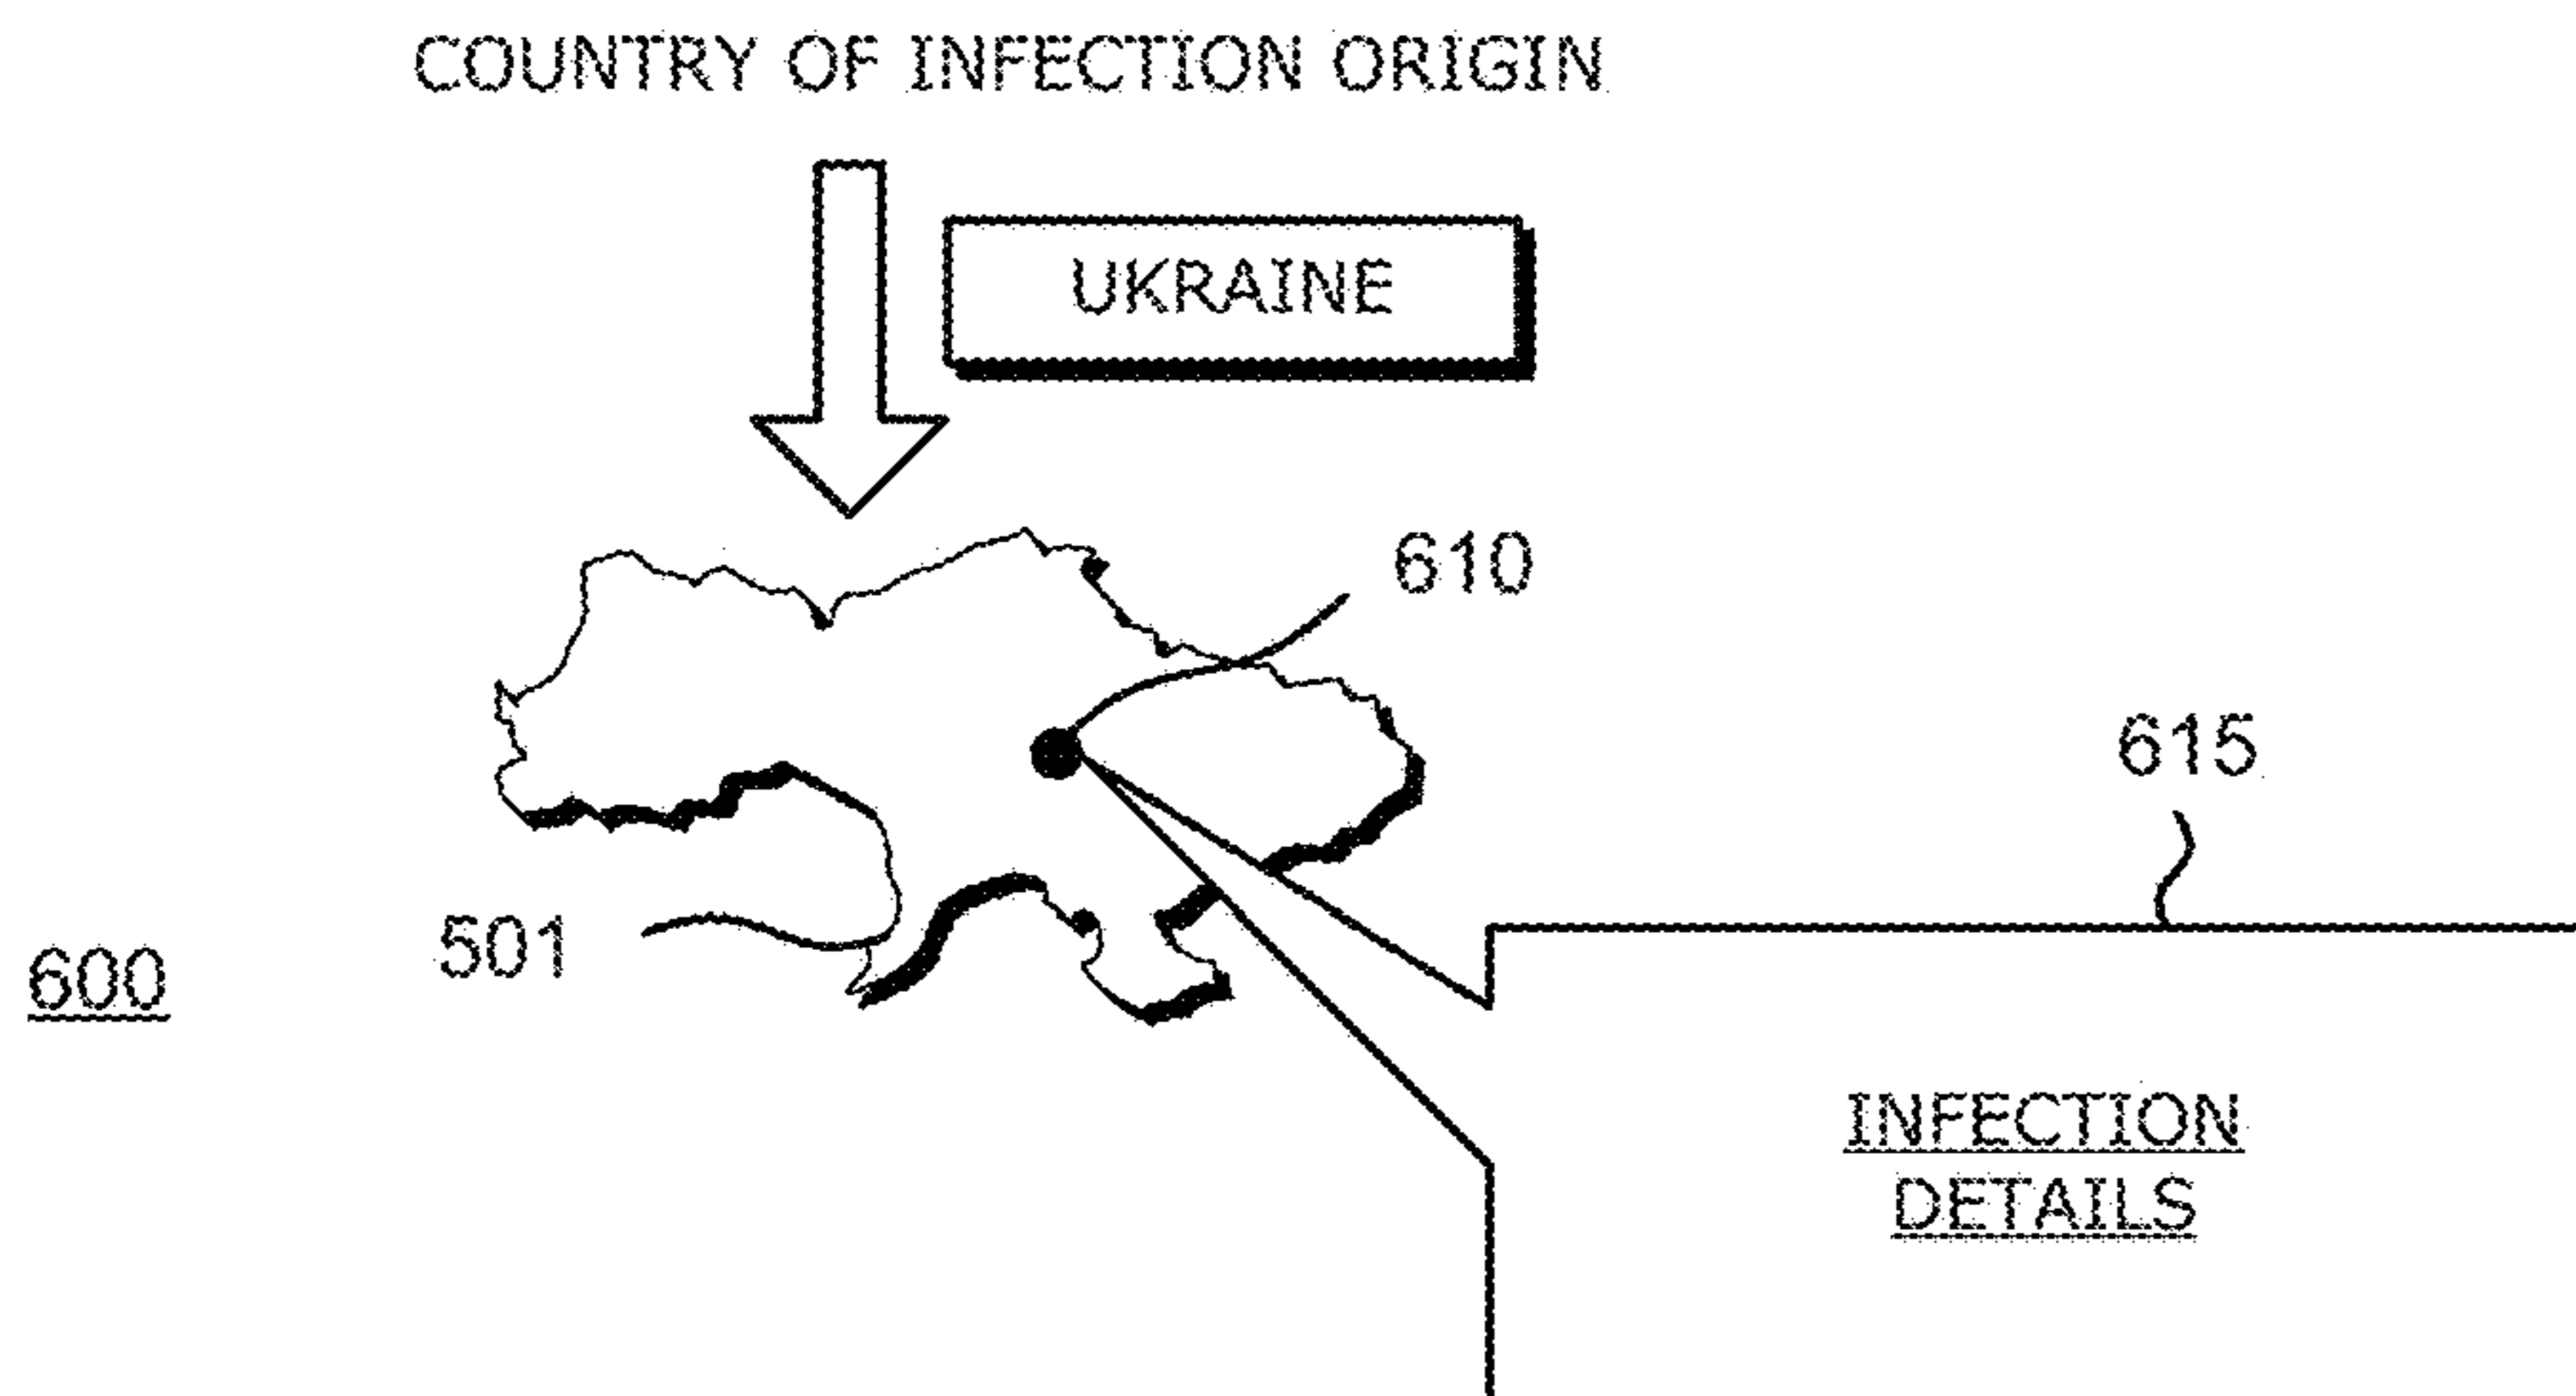 COUNTRY OF INFECTION ORIGIN
UKRAINE
610
615
501
600
INFECTION
DETAILS